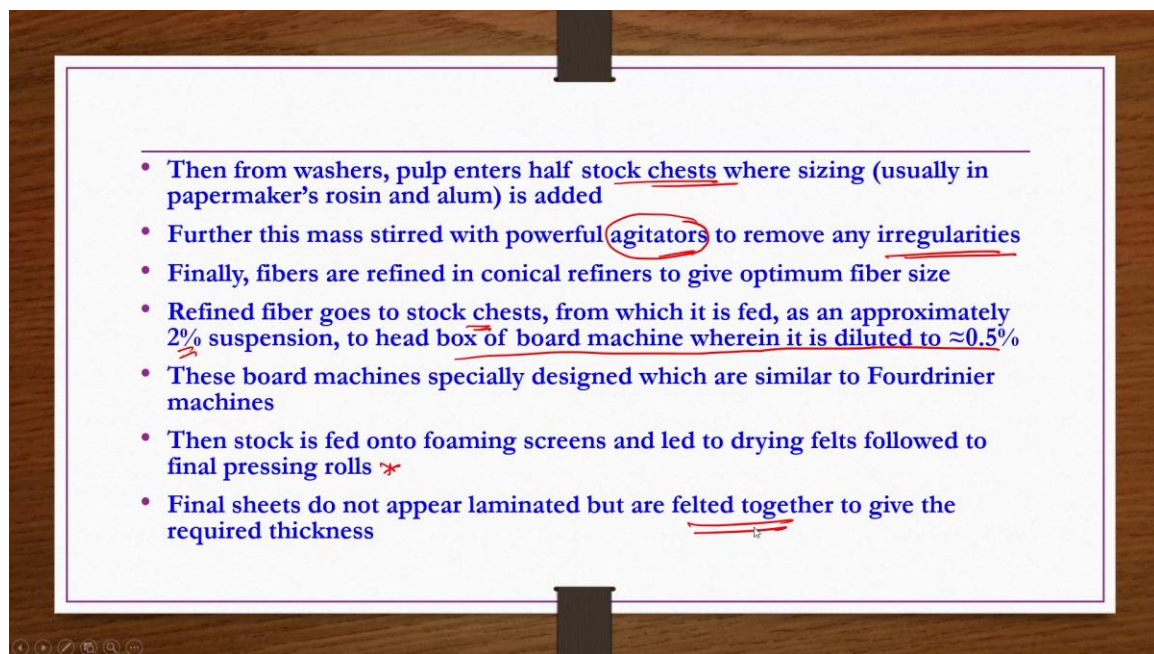 • Then from washers, pulp enters half stock chests where sizing (usually in
papermaker's rosin and alum) is added
• Further this mass stirred with powerful agitators to remove any irregularities
• Finally, fibers are refined in conical refiners to give optimum fiber size
• Refined fiber goes to stock chests, from which it is fed, as an approximately
2% suspension, to head box of board machine wherein it is diluted to ≈0.5%
• These board machines specially designed which are similar to Fourdrinier
machines
• Then stock is fed onto foaming screens and led to drying felts followed to
final pressing rolls *
• Final sheets do not appear laminated but are felted together to give the
required thickness